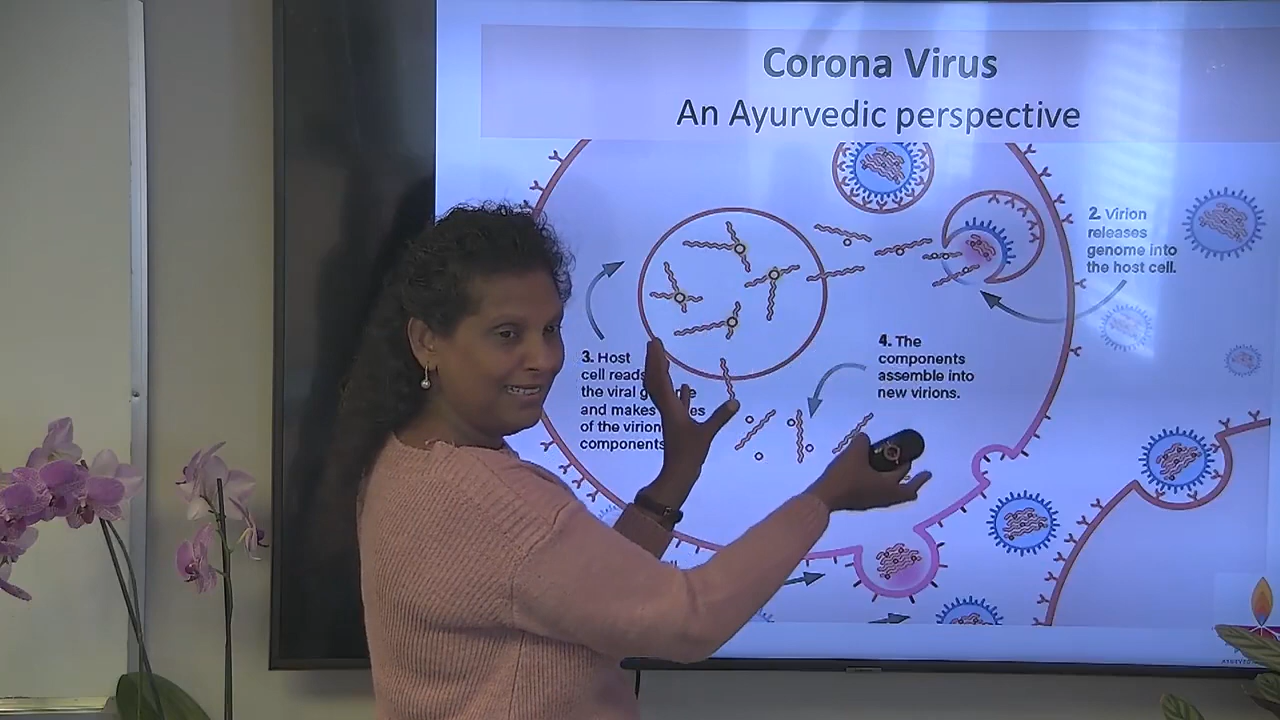 Corona Virus
An Ayurvedic perspective
2. Virion
releases
genome into
the host cell.
3. Host
cell reads
the viral
and makes
of the virion
components
4. The
components
assemble into
new virions.